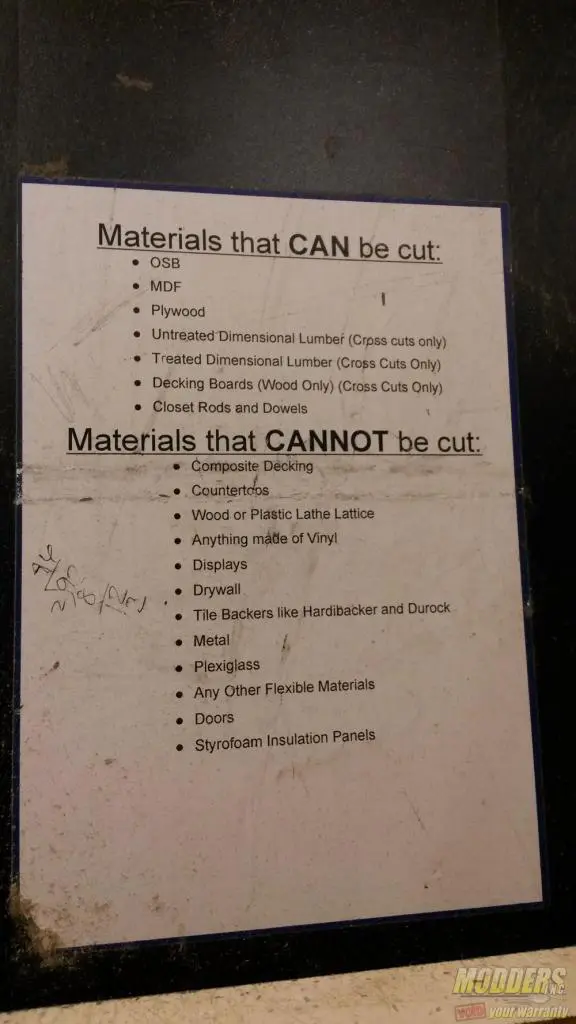 Materials that CAN be cut:
• OSB
• MDF
• Plywood
• Untreated Dimensional Lumber (Cross cuts only)
• Treated Dimensional Lumber (Cross Cuts Only)
• Decking Boards (Wood Only) (Cross Cuts Only)
• Closet Rods and Dowels
Materials that CANNOT be cut:
• Composite Decking
• Countertops
• Wood or Plastic Lathe Lattice
• Anything made of Vinyl
• Displays
• Drywall
• Tile Backers like Hardibacker and Durock
• Metal
• Plexiglass
• Any Other Flexible Materials
• Doors
• Styrofoam Insulation Panels
MODDERS INC
VOID your warranty